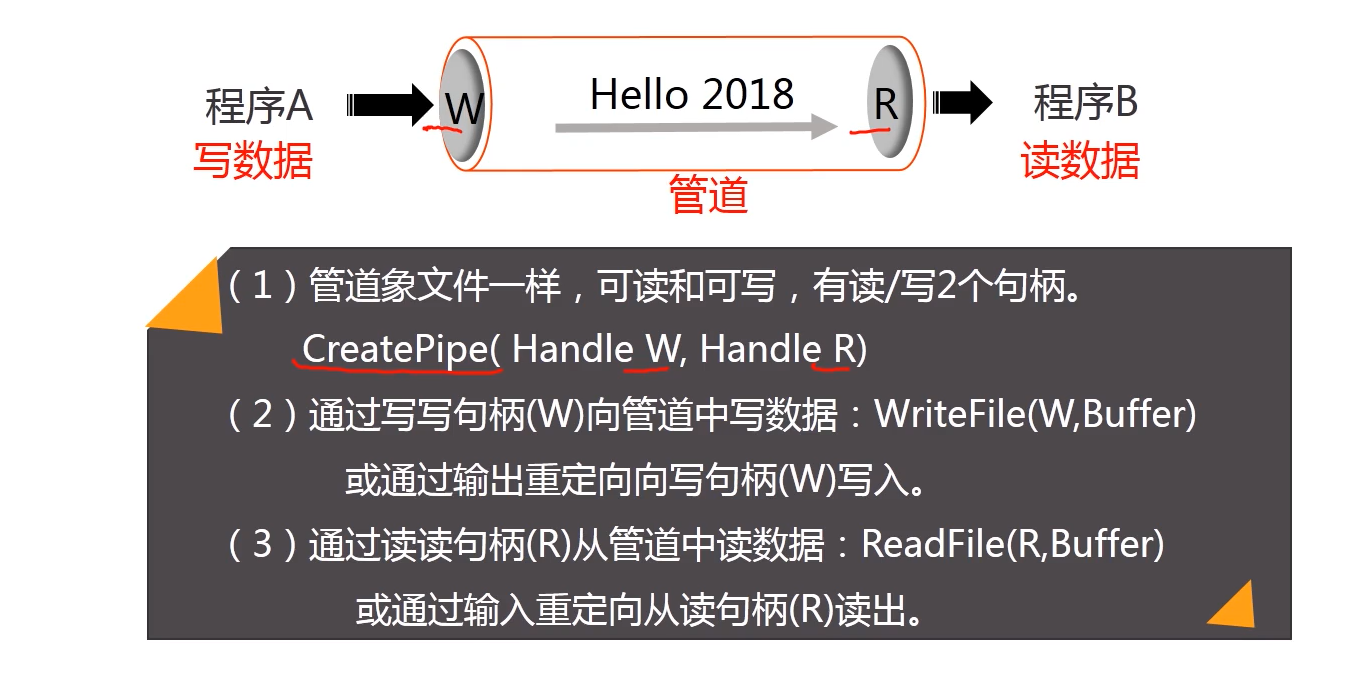 程序A
写数据
W
Hello 2018
R
管道
程序B
读数据
（1）管道象文件一样，可读和可写，有读/写2个句柄。
CreatePipe( Handle W, Handle R)
（2）通过写写句柄(W)向管道中写数据：WriteFile(W,Buffer)
或通过输出重定向向写句柄(W)写入。
（3）通过读读句柄(R)从管道中读数据：ReadFile(R,Buffer)
或通过输入重定向从读句柄(R)读出。